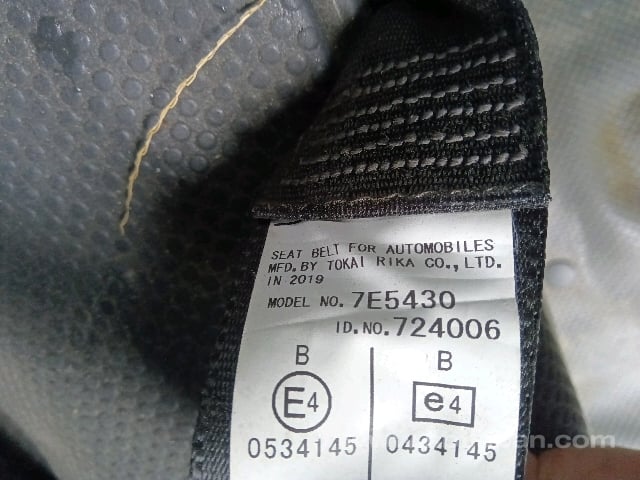 SEAT BELT FOR AUTOMOBILES
MFD.BY TOKAI RIKA CO.,LTD.
IN 2019
MODEL NO. 7E5430
ID.NO.724006
B B
E4 e4
0534145 0434145